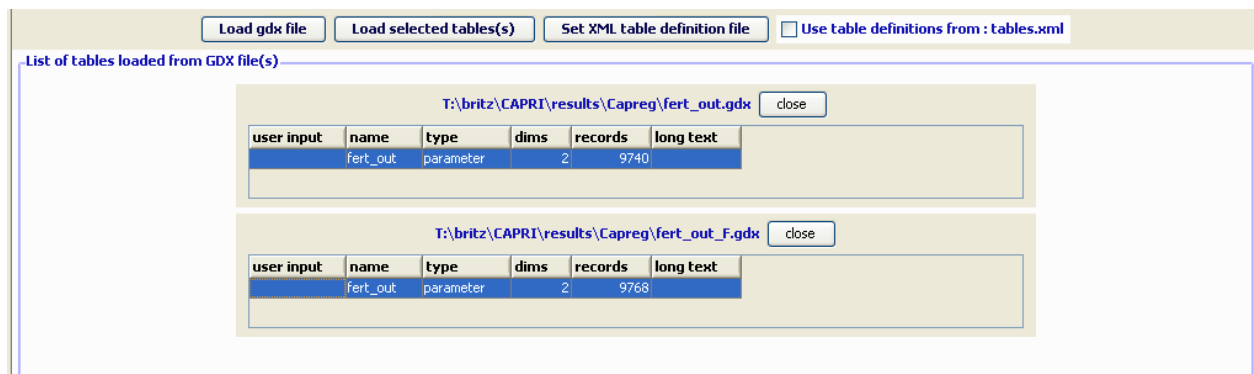 Load gdx file Load selected tables(s) Set XML table definition file Use table definitions from : tables.xml
List of tables loaded from GDX file(s)
T:\britz\CAPRI\results\Capreg\fert_out.gdx close
user input name type dims records long text
fert_out parameter 2 9740
T:\britz\CAPRI\results\Capreg\fert_out_F.gdx close
user input name type dims records long text
fert_out parameter 2 9768